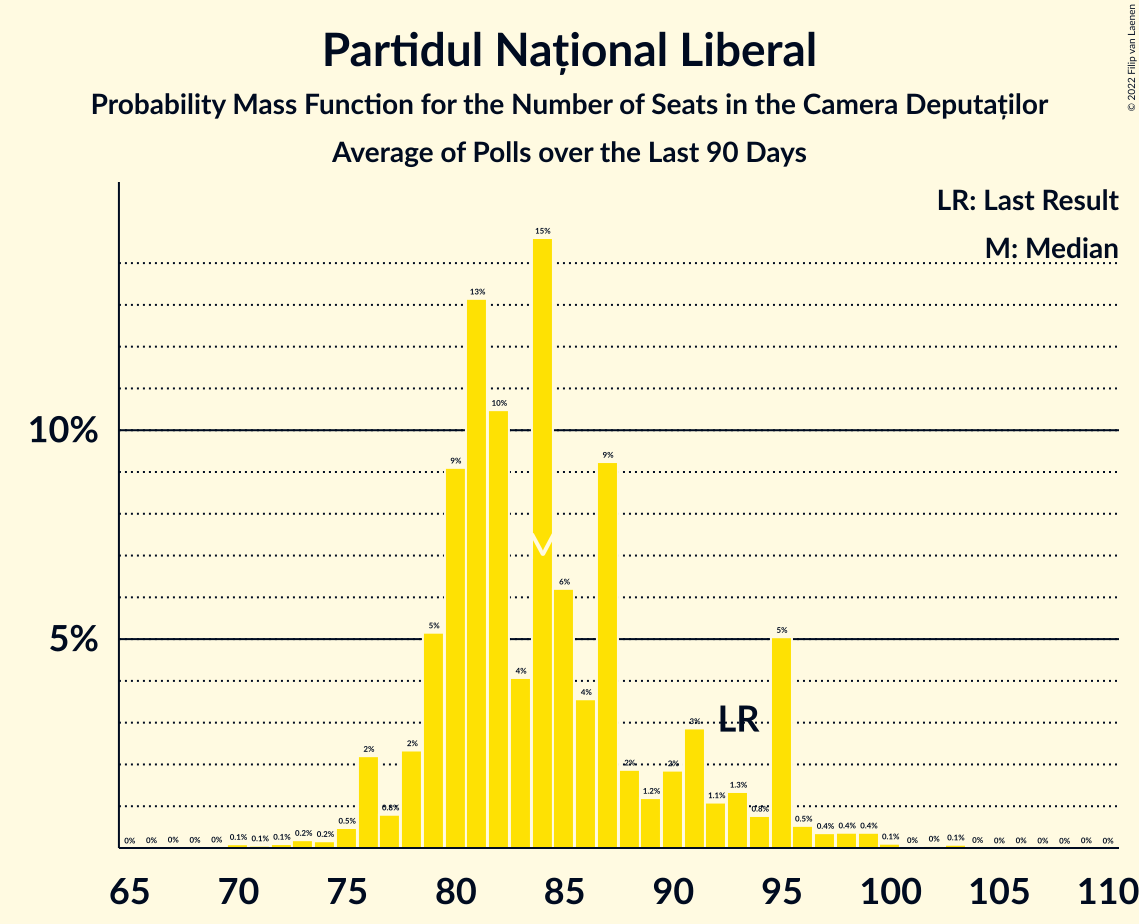 Partidul Național Liberal
Probability Mass Function for the Number of Seats in the Camera Deputaților
Average of Polls over the Last 90 Days
© 2022 Filip van Laenen
LR: Last Result
M: Median
10%
5%
0% 0% 0% 0% 0% 0.1% 0.1% 0.1% 0.2% 0.2% 0.5% 2% 0.8% 2% 5% 9% 13% 10% 4% 15% 6% 4% 9% 2% 1.2% 2% 3% 1.1% 1.3% 0.8% 5% 0.5% 0.4% 0.4% 0.4% 0.1% 0% 0% 0.1% 0% 0% 0% 0% 0% 0% 0%
M
LR
65 70 75 80 85 90 95 100 105 110